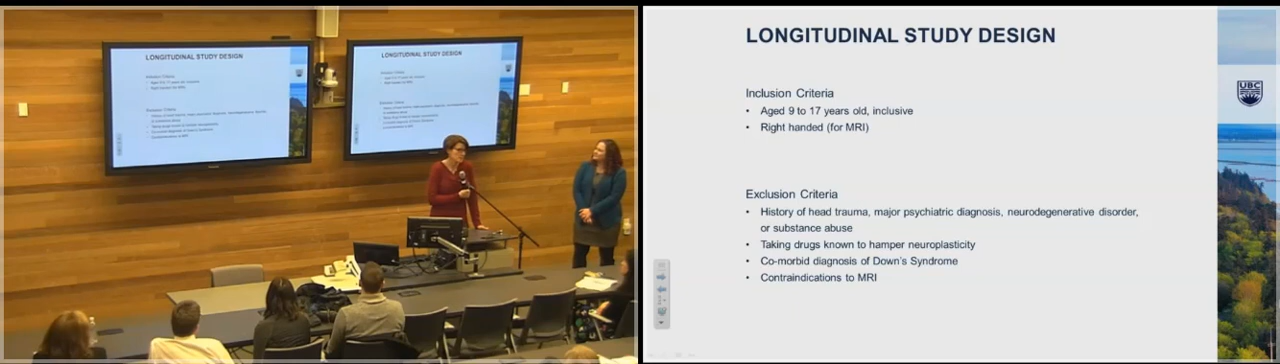 LONGITUDINAL STUDY DESIGN
LONGITUDINAL STUDY DESIGN
LONGITUDINAL STUDY DESIGN
Inclusion Criteria
• Aged 9 to 17 years old, inclusive
• Right handed (for MRI)
UBC
Exclusion Criteria
• History of head trauma, major psychiatric diagnosis, neurodegenerative disorder,
or substance abuse
• Taking drugs known to hamper neuroplasticity
• Co-morbid diagnosis of Down's Syndrome
• Contraindications to MRI